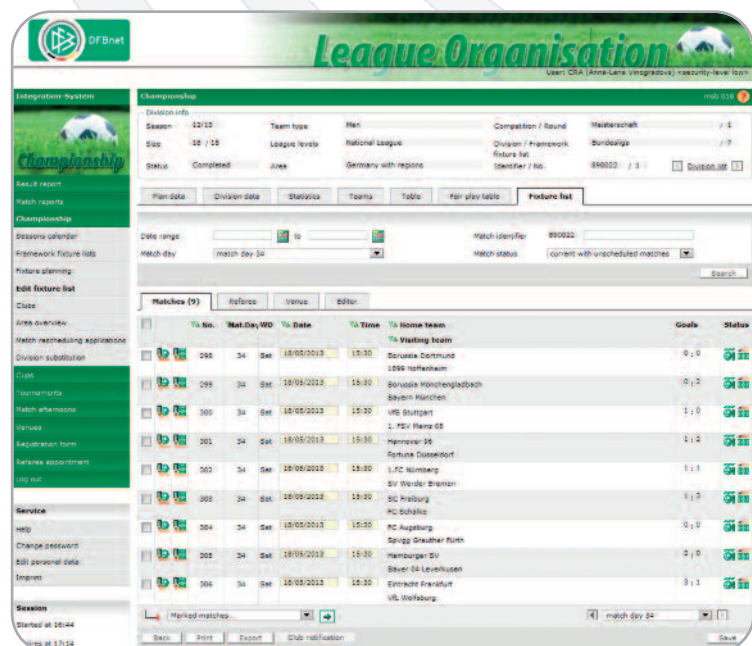 DFBnet
League Organisation
User: CRA (Anna-Lena Vinogradova) <security-level low>
Integration-System
Championship
Result report
Match reports
Championship
Seasons calendar
Framework fixture lists
Fixture planning
Edit fixture list
Clubs
Area overview
Match rescheduling applications
Division substitution
Cups
Tournaments
Match afternoons
Venues
Registration form
Referee appointment
Log out
Service
Help
Change password
Edit personal data
Imprint
Session
Started at 16:44
Expires at 17:14
Championship
Division info
Season 12/13 Team type Men Competition / Round Meisterschaft / 1
Size 18 / 18 League levels National League Division / Framework fixture list Bundesliga / 7
Status Completed Area Germany with regions Identifier / No. 890022 / 1 Division list
Plan data Division data Statistics Teams Table Fair play table Fixture list
Date range to Match identifier 890022
Match day match day 34 Match status current with unscheduled matches
Search
Matches (9) Referee Venue Editor
No. Mat.Day WD Date Time Home team Goals Status
Visiting team
298 34 Sat 18/05/2013 15:30 Borussia Dortmund 0 : 0
1899 Hoffenheim
299 34 Sat 18/05/2013 15:30 Borussia Mönchengladbach 0 : 2
Bayern München
300 34 Sat 18/05/2013 15:30 VfB Stuttgart 1 : 0
1. FSV Mainz 05
301 34 Sat 18/05/2013 15:30 Hannover 96
Fortuna Düsseldorf
302 34 Sat 18/05/2013 15:30 1.FC Nürnberg 1 : 1
SV Werder Bremen
303 34 Sat 18/05/2013 15:30 SC Freiburg
FC Schalke
304 34 Sat 18/05/2013 15:30 FC Augsburg 0 : 0
SpVgg Greuther Fürth
305 34 Sat 18/05/2013 15:30 Hamburger SV
Bayer 04 Leverkusen
306 34 Sat 18/05/2013 15:30 Eintracht Frankfurt 3 : 1
VfL Wolfsburg
Marked matches... match day 34
Back Print Export Club notification Save